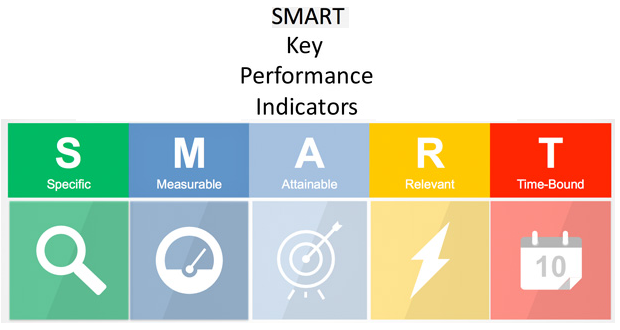 SMART
Key
Performance
Indicators
S M A R T
Specific Measurable Attainable Relevant Time-Bound
10